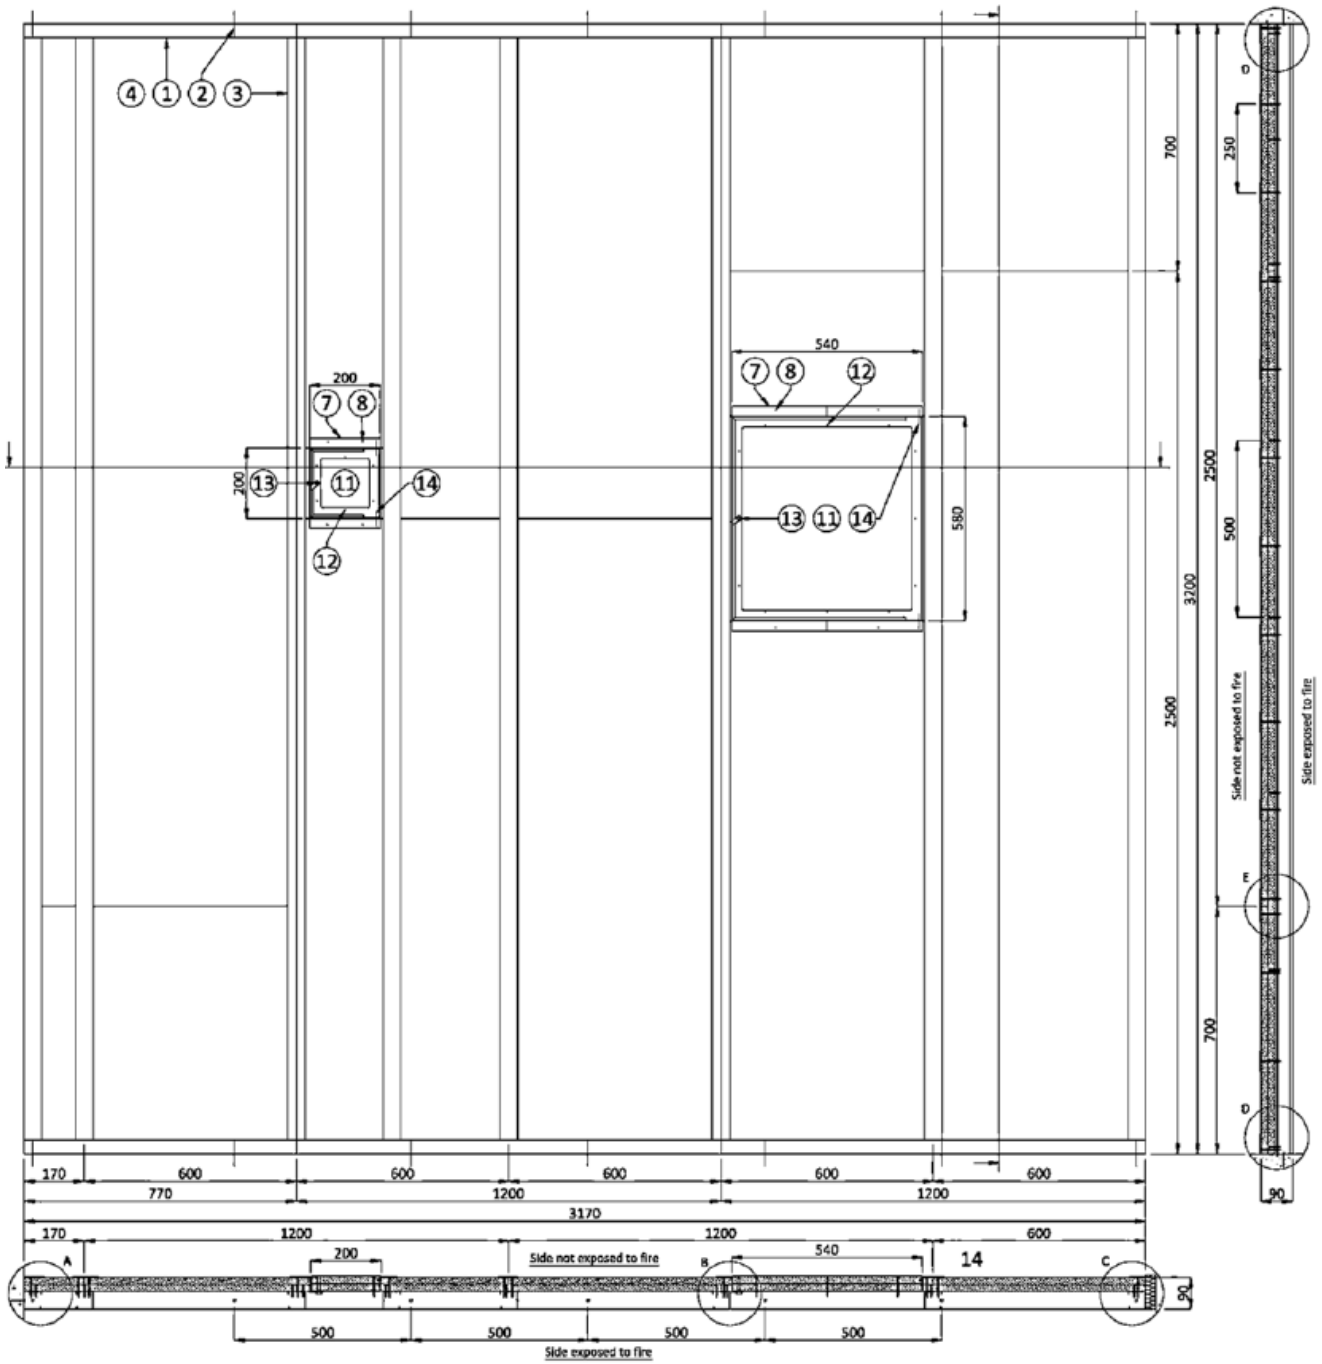 4 1 2 3
D
250
700
540
7 8 12
200
7 8
200
13 11 14
12
13 11 14
580
2500
500
3200
2500
Side not exposed to fire
Side exposed to fire
E
700
D
170 600 600 600 600 600
770 1200 1200
90
3170
170 1200 1200 600
A 200 Side not exposed to fire B 540 14 C
90
500 500 500 500
Side exposed to fire